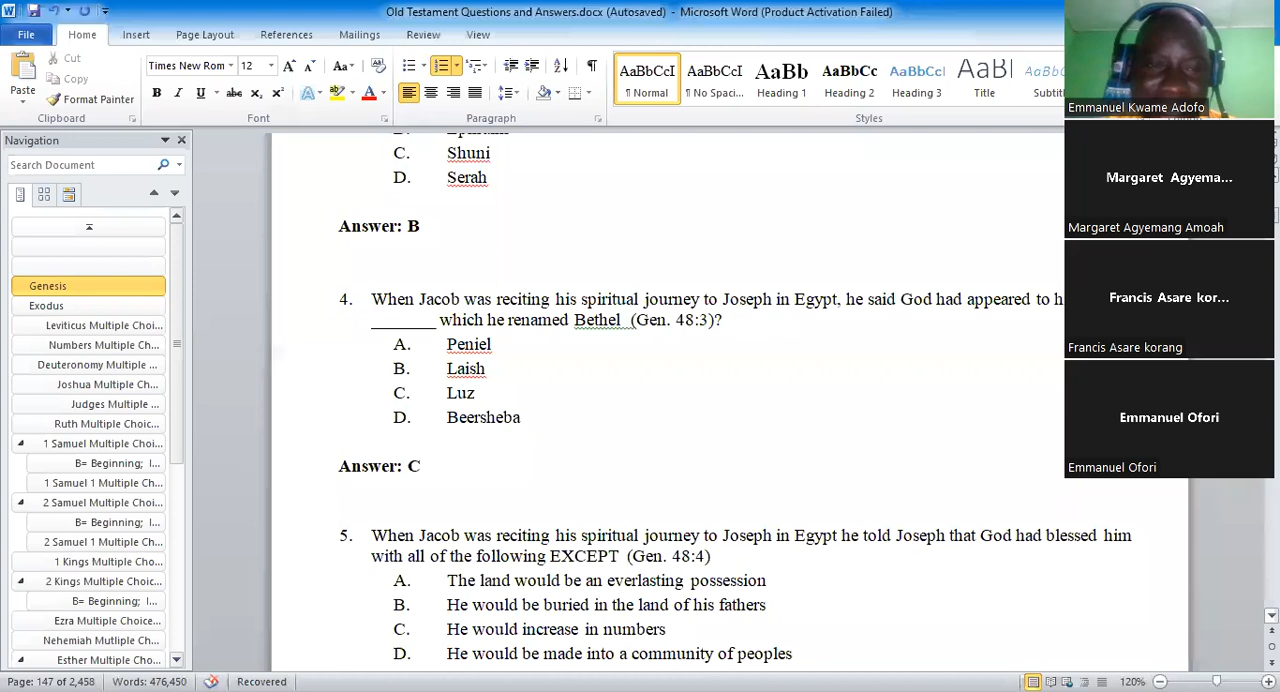 Old Testament Questions and Answers.docx (Autosaved) - Microsoft Word (Product Activation Failed)
File Home Insert Page Layout References Mailings Review View
Paste
Cut
Copy
Format Painter
Clipboard
Times New Rom 12
Font
Paragraph
AaBbCcI AaBbCcI AaBb AaBbCc AaBbCcI AaBl AaBbC
¶ Normal ¶ No Spaci... Heading 1 Heading 2 Heading 3 Title Subtitl
Styles
Navigation
Search Document
Genesis
Exodus
Leviticus Multiple Choi...
Numbers Multiple Ch...
Deuteronomy Multiple ...
Joshua Multiple Ch...
Judges Multiple ...
Ruth Multiple Choic...
1 Samuel Multiple Choi...
B= Beginning; I...
1 Samuel 1 Multiple Ch...
2 Samuel Multiple Choi...
B= Beginning; I...
2 Samuel 1 Multiple Ch...
1 Kings Multiple Choic...
2 Kings Multiple Choic...
B= Beginning; I...
Ezra Multiple Choice...
Nehemiah Mutliple Ch...
Esther Multiple Cho...
C. Shuni
D. Serah
Answer: B
4. When Jacob was reciting his spiritual journey to Joseph in Egypt, he said God had appeared to h
_______ which he renamed Bethel (Gen. 48:3)?
A. Peniel
B. Laish
C. Luz
D. Beersheba
Answer: C
5. When Jacob was reciting his spiritual journey to Joseph in Egypt he told Joseph that God had blessed him
with all of the following EXCEPT (Gen. 48:4)
A. The land would be an everlasting possession
B. He would be buried in the land of his fathers
C. He would increase in numbers
D. He would be made into a community of peoples
Emmanuel Kwame Adofo
Margaret Agyema...
Margaret Agyemang Amoah
Francis Asare kor...
Francis Asare korang
Emmanuel Ofori
Emmanuel Ofori
Page: 147 of 2,458 Words: 476,450 Recovered 120%